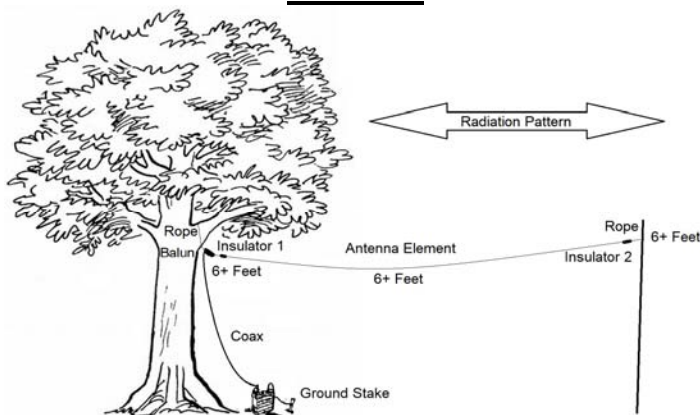 Radiation Pattern
Rope
Rope
Insulator 1
Antenna Element
6+ Feet
Balun
Insulator 2
6+ Feet
6+ Feet
Coax
Ground Stake